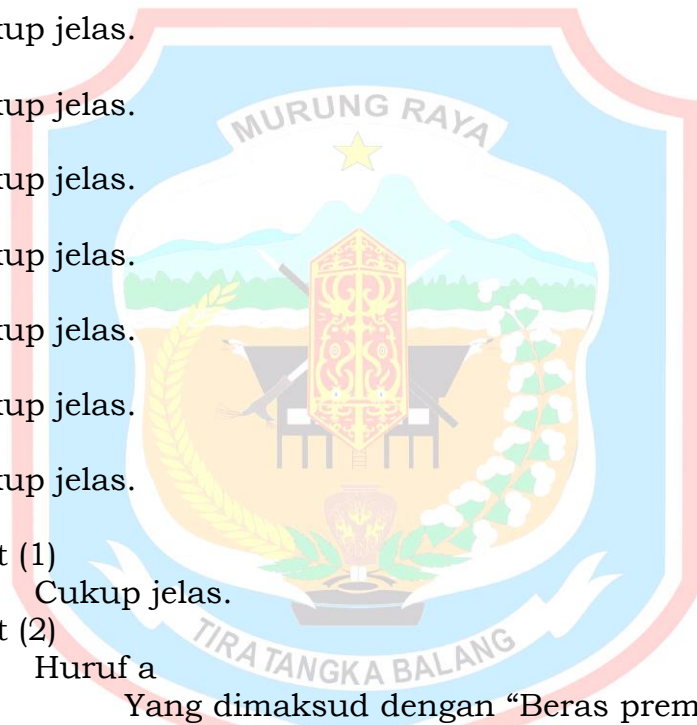 kup jelas.
kup jelas.
MURUNG RAYA
kup jelas.
kup jelas.
kup jelas.
kup jelas.
kup jelas.
t (1)
Cukup jelas.
t (2)
TIRA TANGKA BALANG
Huruf a
Yang dimaksud dengan “Beras prem